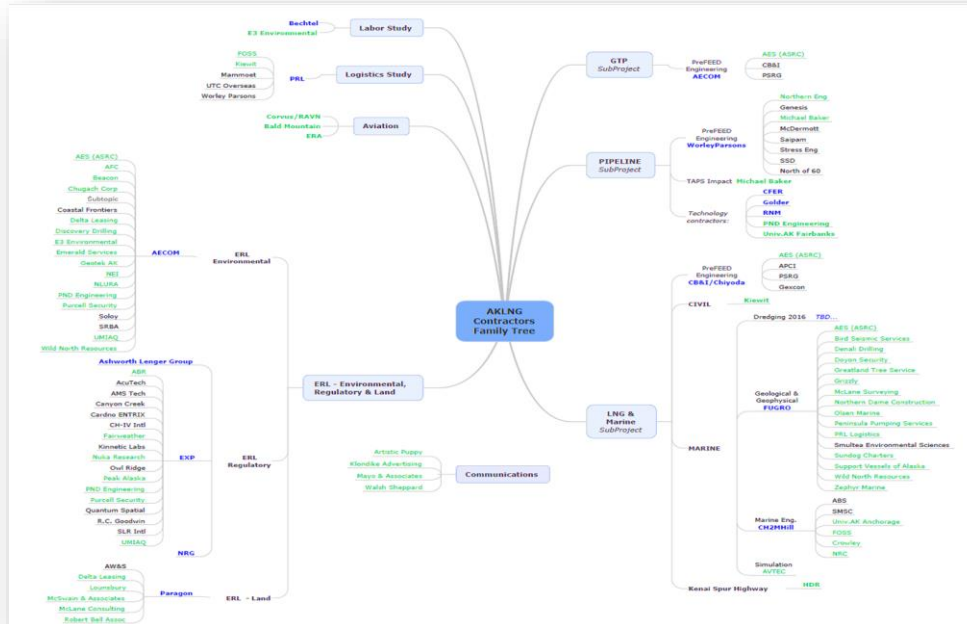 Bechtel
E3 Environmental
Labor Study
FOSS
Kiewit
Mammost
UTC Overseas
Worley Parsons
PRL
Logistics Study
Corvus/RAVN
Bald Mountain
ERA
Aviation
AES (ASRC)
AFC
Beacon
Chugach Corp
Subtopic
Coastal Frontiers
Delta Leasing
Discovery Drilling
E3 Environmental
Emerald Services
Geotek AK
NEI
NLURA
PND Engineering
Purcell Security
Soloy
SRBA
UMIAQ
Wild North Resources
AECOM
ERL
Environmental
Ashworth Lenger Group
ABR
AcuTech
AMS Tech
Canyon Creek
Cardno ENTRIX
CH-IV Intl
Fairweather
Kinnetic Labs
Nuka Research
Owl Ridge
Peak Alaska
PND Engineering
Purcell Security
Quantum Spatial
R.C. Goodwin
SLR Intl
UMIAQ
EXP
NRG
ERL
Regulatory
AW&S
Delta Leasing
Lounsbury
McSwain & Associates
McLane Consulting
Robert Bell Assoc
Paragon
ERL - Land
ERL - Environmental,
Regulatory & Land
Artistic Puppy
Klondike Advertising
Mayo & Associates
Walsh Sheppard
Communications
AKLNG
Contractors
Family Tree
GTP
SubProject
PreFEED
Engineering
AECOM
AES (ASRC)
CB&I
PSRG
PIPELINE
SubProject
PreFEED
Engineering
WorleyParsons
Northern Eng
Genesis
Michael Baker
McDermott
Saipam
Stress Eng
SSD
North of 60
TAPS Impact Michael Baker
Technology
contractors:
CFER
Golder
RNM
PND Engineering
Univ.AK Fairbanks
LNG &
Marine
SubProject
PreFEED
Engineering
CB&I/Chiyoda
AES (ASRC)
APCI
PSRG
Gexcon
CIVIL
Kiewit
MARINE
Dredging 2016 TBD...
Geological &
Geophysical
FUGRO
AES (ASRC)
Bird Seismic Services
Denali Drilling
Doyon Security
Greatland Tree Service
Grizzly
McLane Surveying
Northern Dame Construction
Olsen Marine
Peninsula Pumping Services
PRL Logistics
Smultea Environmental Sciences
Sundog Charters
Support Vessels of Alaska
Wild North Resources
Zephyr Marine
Marine Eng.
CH2MHill
ABS
SMSC
Univ.AK Anchorage
FOSS
Crowley
NRC
Simulation
AVTEC
Kenai Spur Highway
HDR